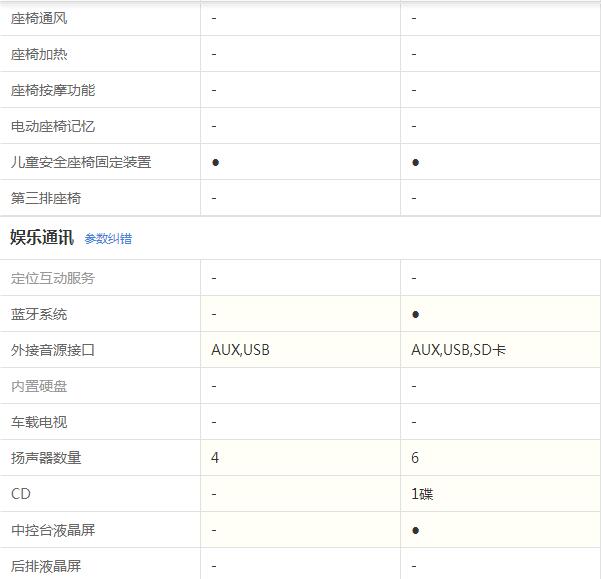 座椅通风 - -
座椅加热 - -
座椅按摩功能 - -
电动座椅记忆 - -
儿童安全座椅固定装置 ● ●
第三排座椅 - -
娱乐通讯 参数纠错
定位互动服务 - -
蓝牙系统 - ●
外接音源接口 AUX,USB AUX,USB,SD卡
内置硬盘 - -
车载电视 - -
扬声器数量 4 6
CD - 1碟
中控台液晶屏 - ●
后排液晶屏 - -